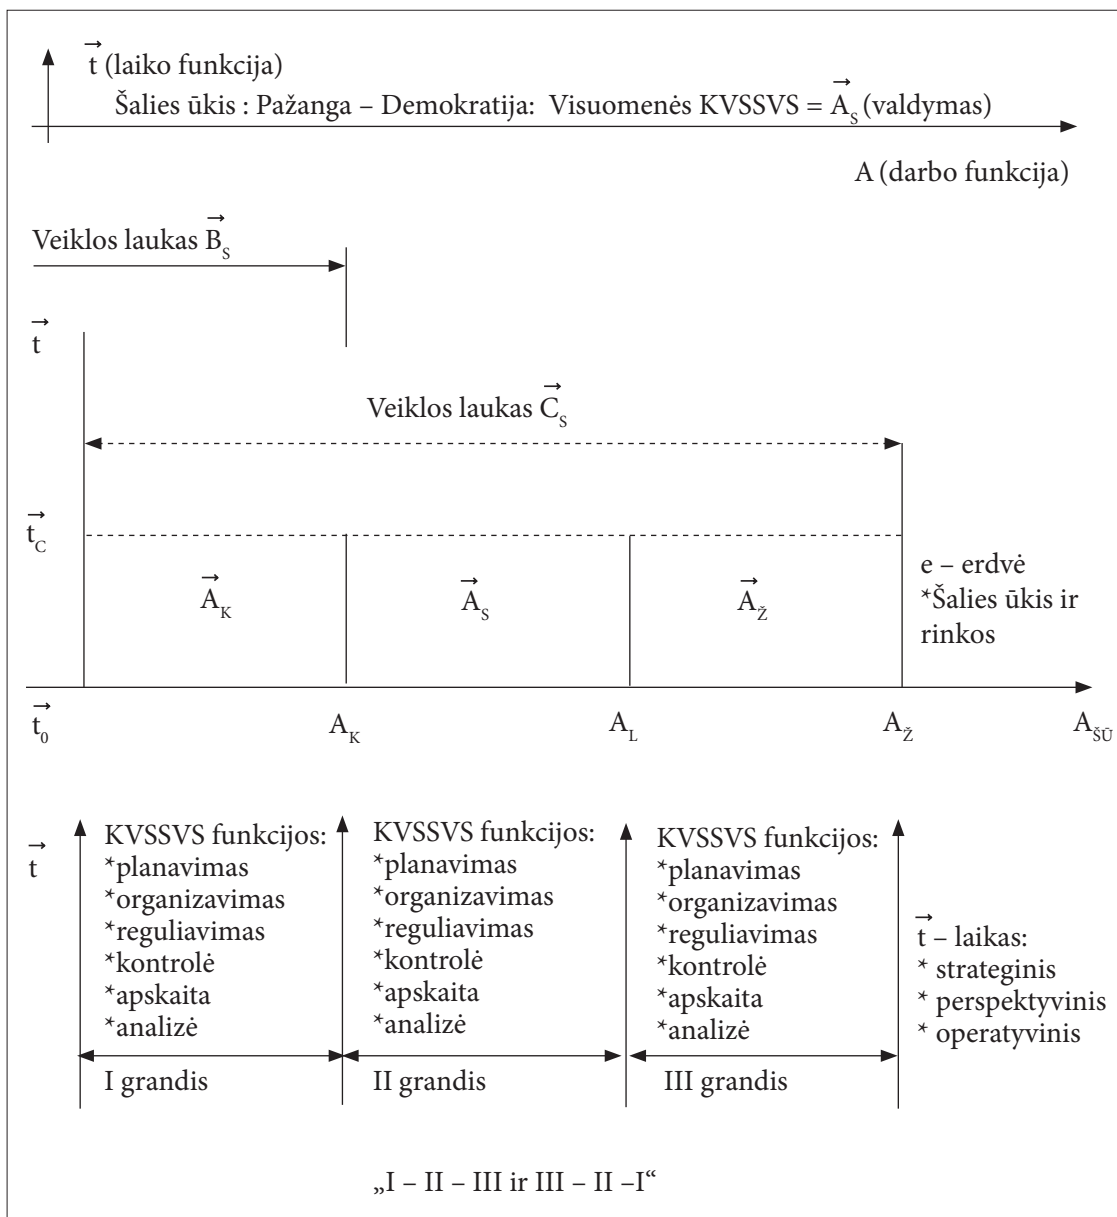 t (laiko funkcija)
Šalies ūkis : Pažanga – Demokratija: Visuomenės KVSSVS = A_S (valdymas)
A (darbo funkcija)
Veiklos laukas B_S
t
Veiklos laukas C_S
t_C
A_K
A_S
A_Ž
e – erdvė
*Šalies ūkis ir
rinkos
t_0
A_K
A_L
A_Ž
A_ŠŪ
t
KVSSVS funkcijos:
*planavimas
*organizavimas
*reguliavimas
*kontrolė
*apskaita
*analizė
I grandis
KVSSVS funkcijos:
*planavimas
*organizavimas
*reguliavimas
*kontrolė
*apskaita
*analizė
II grandis
KVSSVS funkcijos:
*planavimas
*organizavimas
*reguliavimas
*kontrolė
*apskaita
*analizė
III grandis
t – laikas:
* strateginis
* perspektyvinis
* operatyvinis
„I – II – III ir III – II –I“